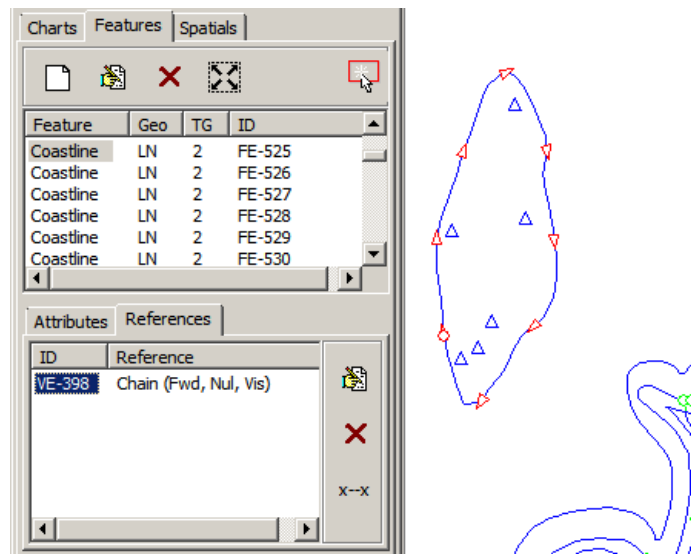 Charts Features Spatials
Feature Geo TG ID
Coastline LN 2 FE-525
Coastline LN 2 FE-526
Coastline LN 2 FE-527
Coastline LN 2 FE-528
Coastline LN 2 FE-529
Coastline LN 2 FE-530
Attributes References
ID Reference
VE-398 Chain (Fwd, Nul, Vis)
x--x